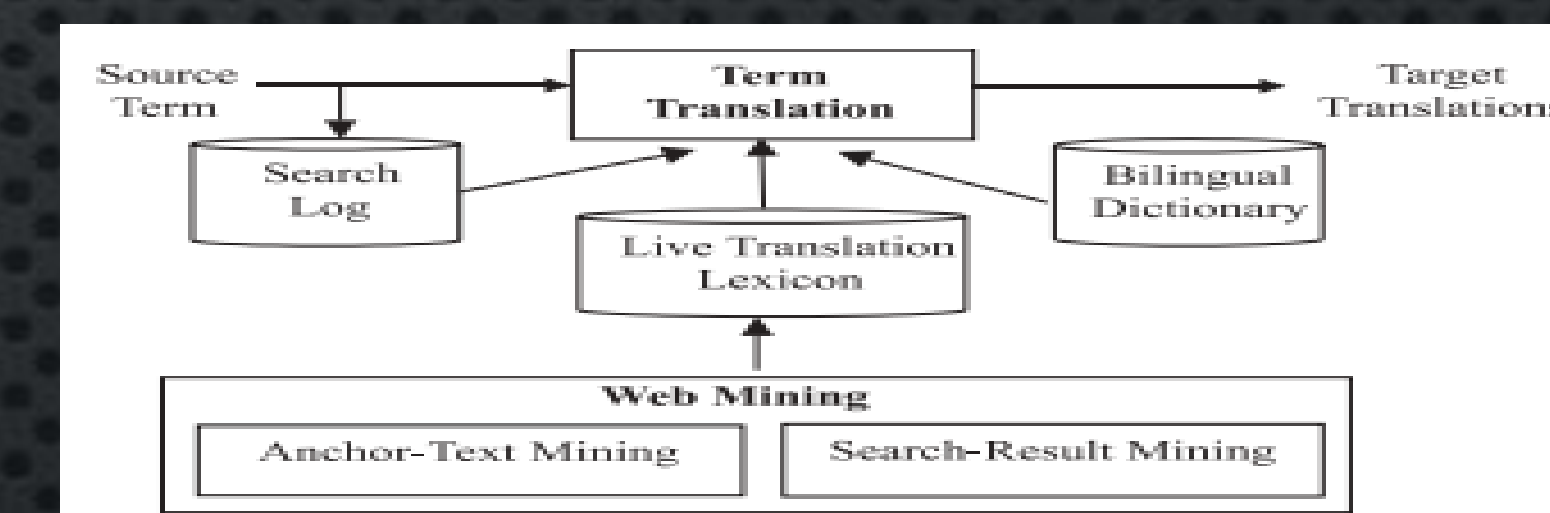 Source
Term
Term
Translation
Target
Translations
Search
Log
Bilingual
Dictionary
Live Translation
Lexicon
Web Mining
Anchor-Text Mining
Search-Result Mining